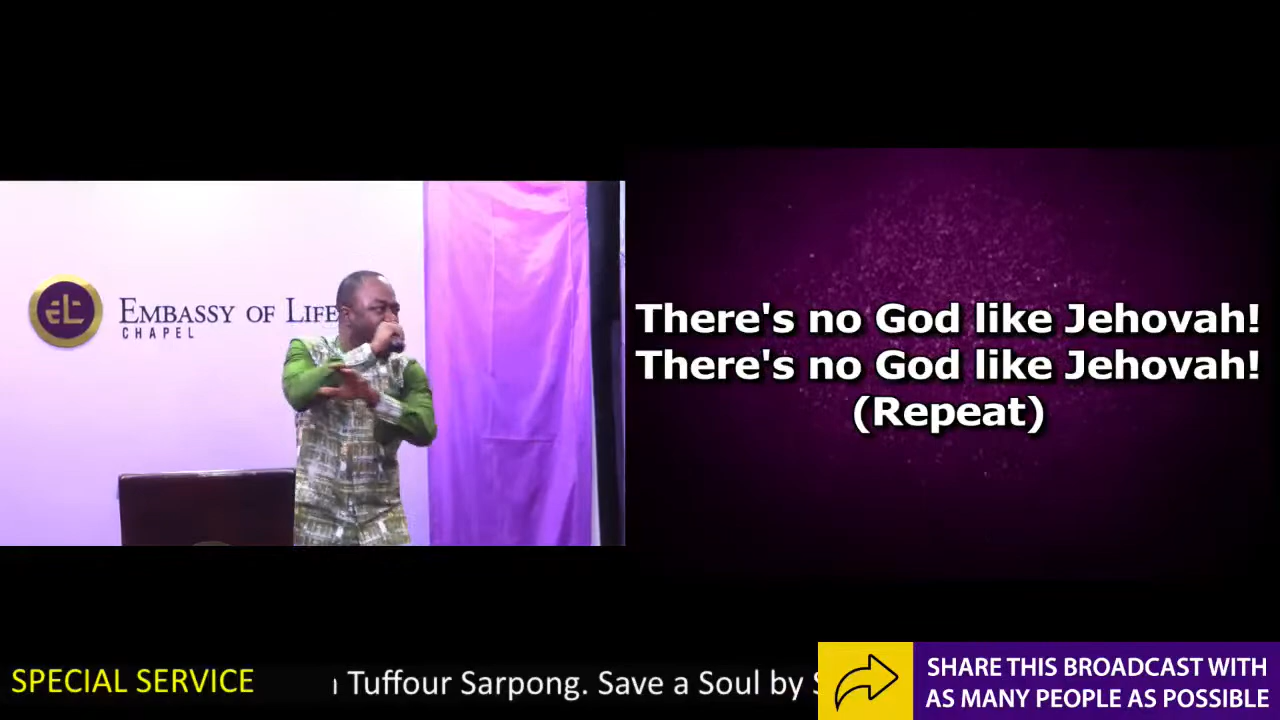 EL
EMBASSY OF LIFE
CHAPEL
There's no God like Jehovah!
There's no God like Jehovah!
(Repeat)
SPECIAL SERVICE
Tuffour Sarpong. Save a Soul by
SHARE THIS BROADCAST WITH
AS MANY PEOPLE AS POSSIBLE